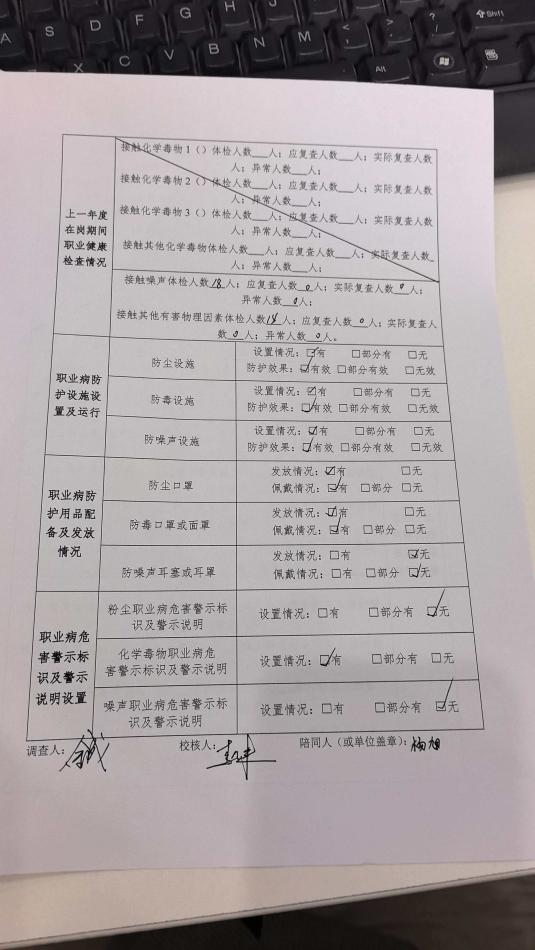 A S D F G H J K L
Z X C V B N M < > ? / ⇧Shift
Alt
上一年度在岗期间职业健康检查情况
接触化学毒物1（）体检人数__人；应复查人数__人；实际复查人数__人；异常人数__人；
接触化学毒物2（）体检人数__人；应复查人数__人；实际复查人数__人；异常人数__人；
接触化学毒物3（）体检人数__人；应复查人数__人；实际复查人数__人；异常人数__人；
接触其他化学毒物体检人数__人；应复查人数__人；实际复查人数__人；异常人数__人；
接触噪声体检人数18人；应复查人数0人；实际复查人数0人；
异常人数0人；
接触其他有害物理因素体检人数18人；应复查人数0人；实际复查人
数0人；异常人数0人。
职业病防护设施设置及运行
防尘设施
设置情况：☑有 □部分有 □无
防护效果：☑有效 □部分有效 □无效
防毒设施
设置情况：☑有 □部分有 □无
防护效果：☑有效 □部分有效 □无效
防噪声设施
设置情况：☑有 □部分有 □无
防护效果：☑有效 □部分有效 □无效
职业病防护用品配备及发放情况
防尘口罩
发放情况：☑有 □无
佩戴情况：☑有 □部分 □无
防毒口罩或面罩
发放情况：☑有 □无
佩戴情况：☑有 □部分 □无
防噪声耳塞或耳罩
发放情况：□有 ☑无
佩戴情况：□有 □部分 ☑无
职业病危害警示标识及警示说明设置
粉尘职业病危害警示标
识及警示说明
设置情况：□有 □部分有 ☑无
化学毒物职业病危
害警示标识及警示说明
设置情况：☑有 □部分有 □无
噪声职业病危害警示标
识及警示说明
设置情况：□有 □部分有 ☑无
调查人： 校核人： 陪同人（或单位盖章）：杨旭